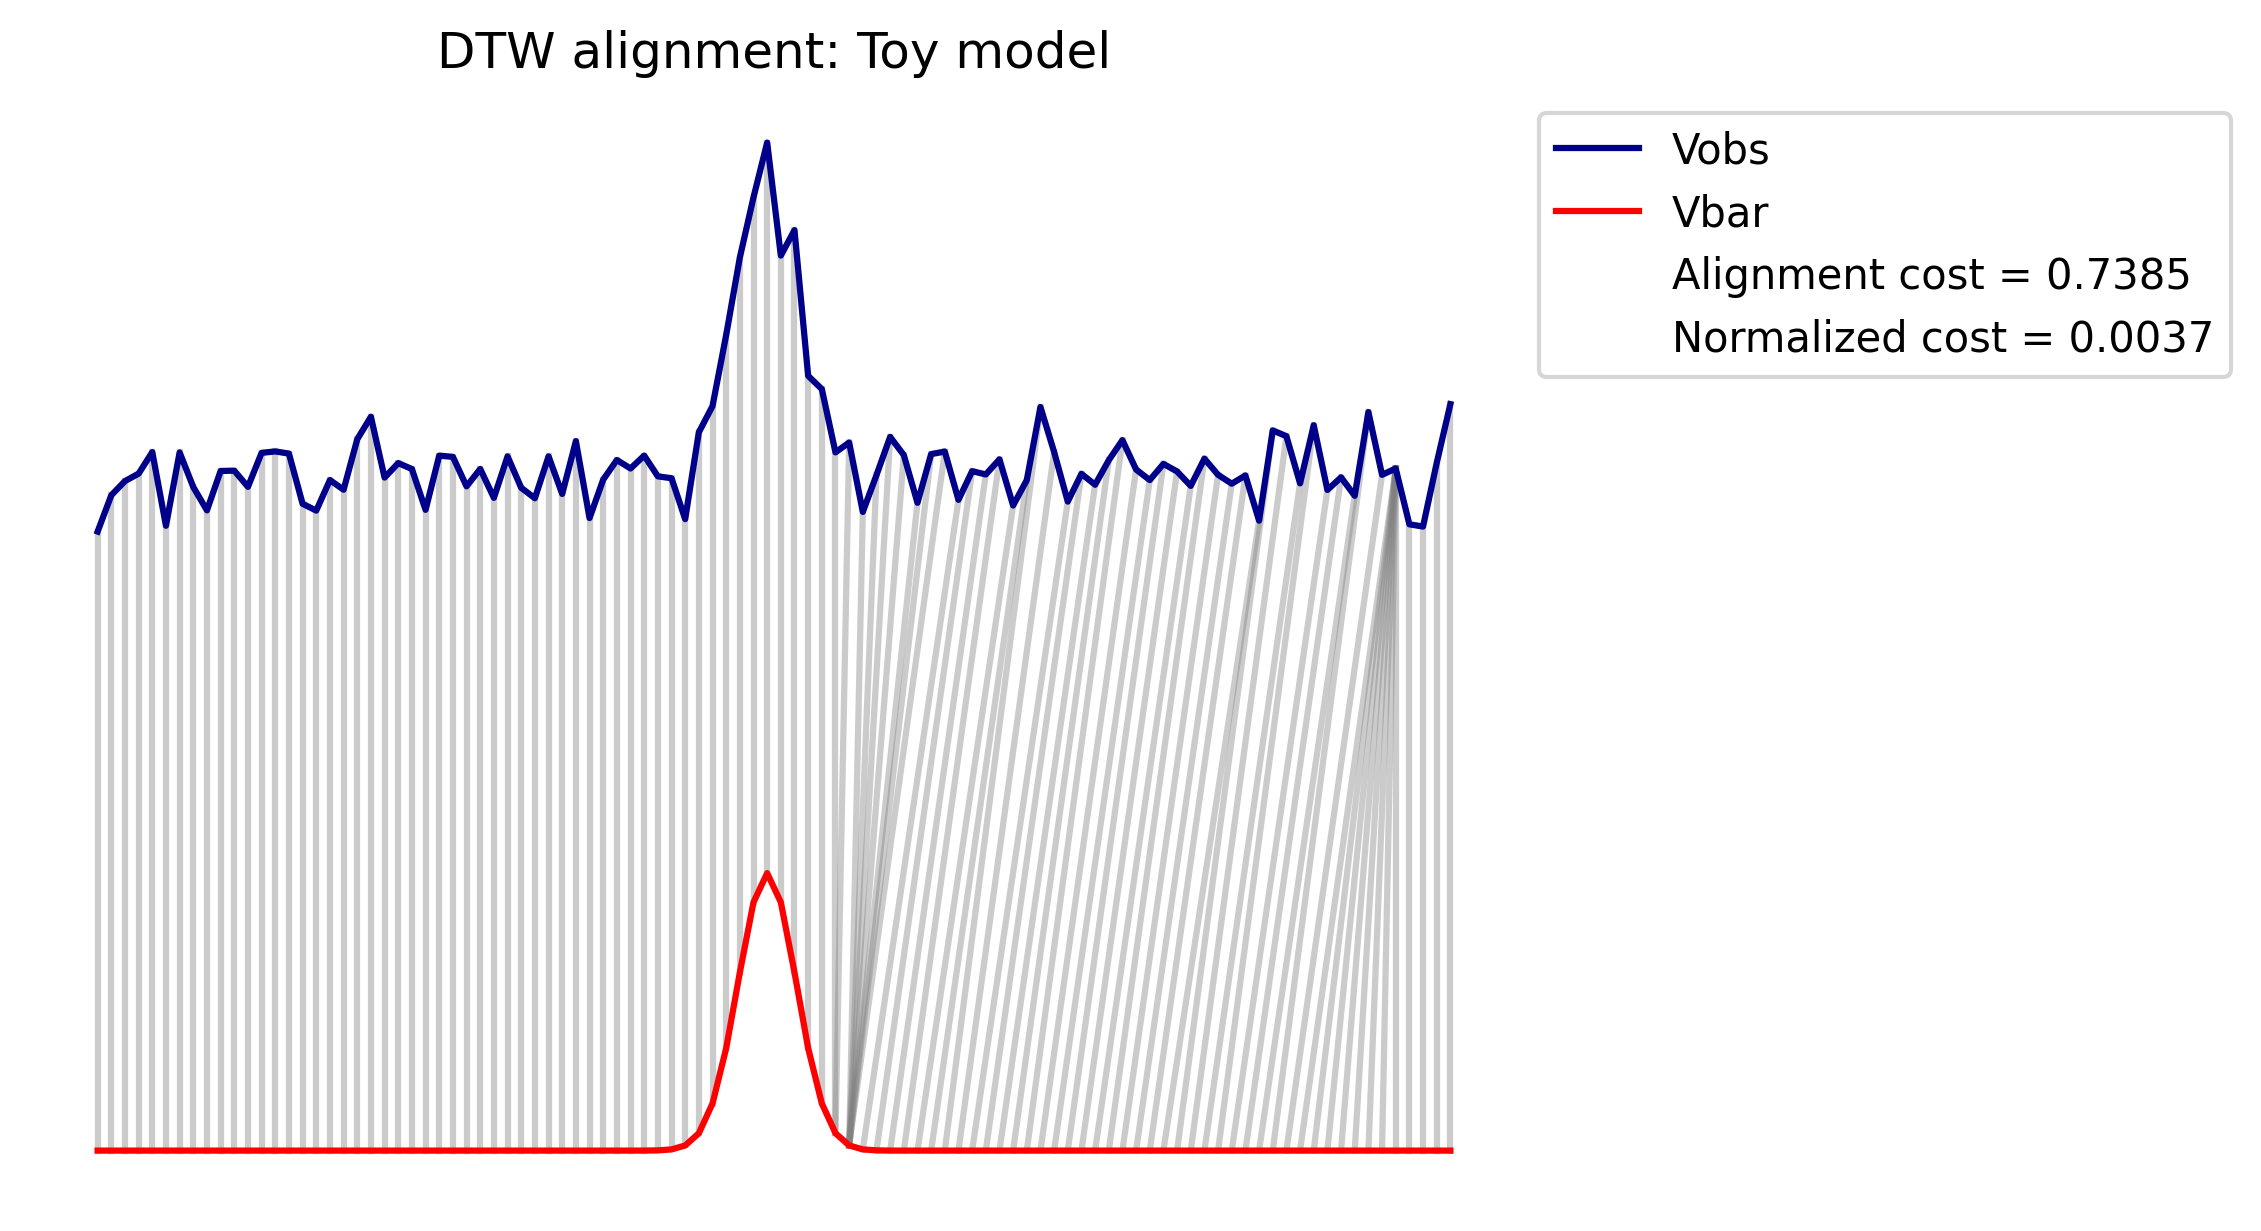 DTW alignment: Toy model
Vobs
Vbar
Alignment cost = 0.7385
Normalized cost = 0.0037